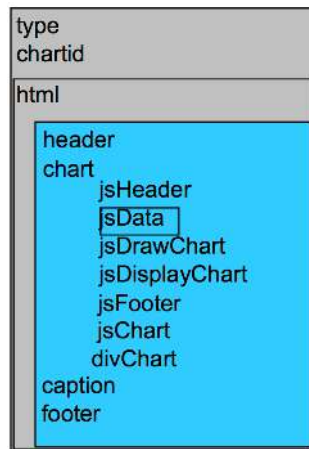 type
chartid
html
header
chart
jsHeader
jsData
jsDrawChart
jsDisplayChart
jsFooter
jsChart
divChart
caption
footer